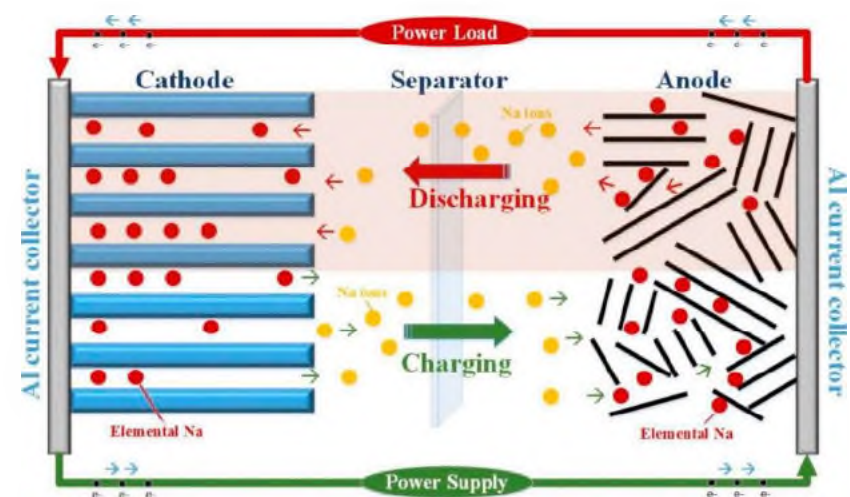 Power Load
e- e- e-
e- e- e-
Cathode
Separator
Anode
Na ions
Discharging
Al current collector
Al current collector
Na ions
Charging
Elemental Na
Elemental Na
Power Supply
e- e- e-
e- e- e-